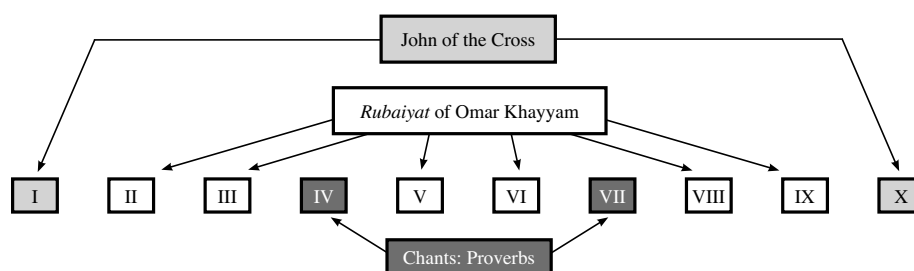 John of the Cross
Rubaiyat of Omar Khayyam
I II III IV V VI VII VIII IX X
Chants: Proverbs